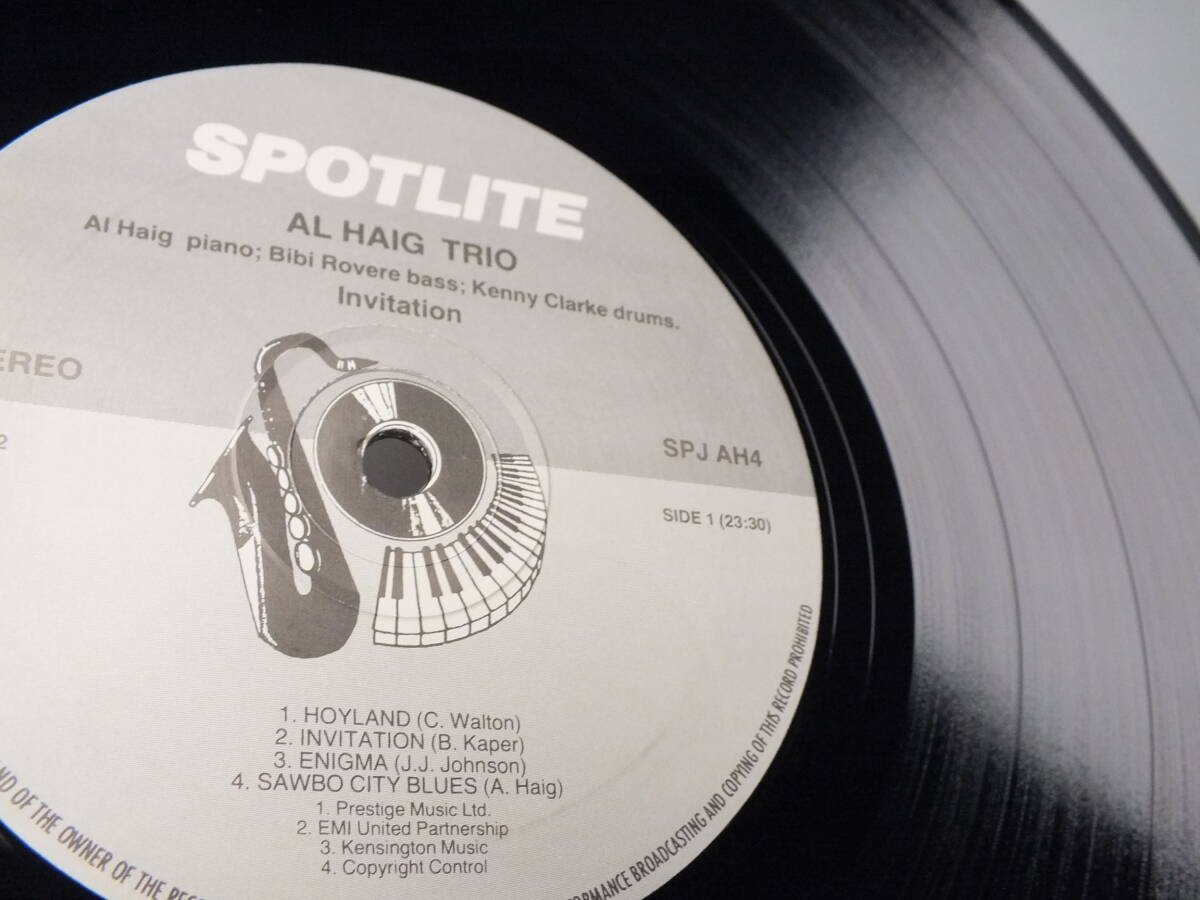 SPOTLITE
AL HAIG TRIO
Al Haig piano; Bibi Rovere bass; Kenny Clarke drums.
Invitation
EREO
2
SPJ AH4
SIDE 1 (23:30)
1. HOYLAND (C. Walton)
2. INVITATION (B. Kaper)
3. ENIGMA (J.J. Johnson)
4. SAWBO CITY BLUES (A. Haig)
1. Prestige Music Ltd.
2. EMI United Partnership
3. Kensington Music
4. Copyright Control
ND OF THE OWNER OF THE REC
ORMANCE BROADCASTING AND COPYING OF THIS RECORD PROHIBITED